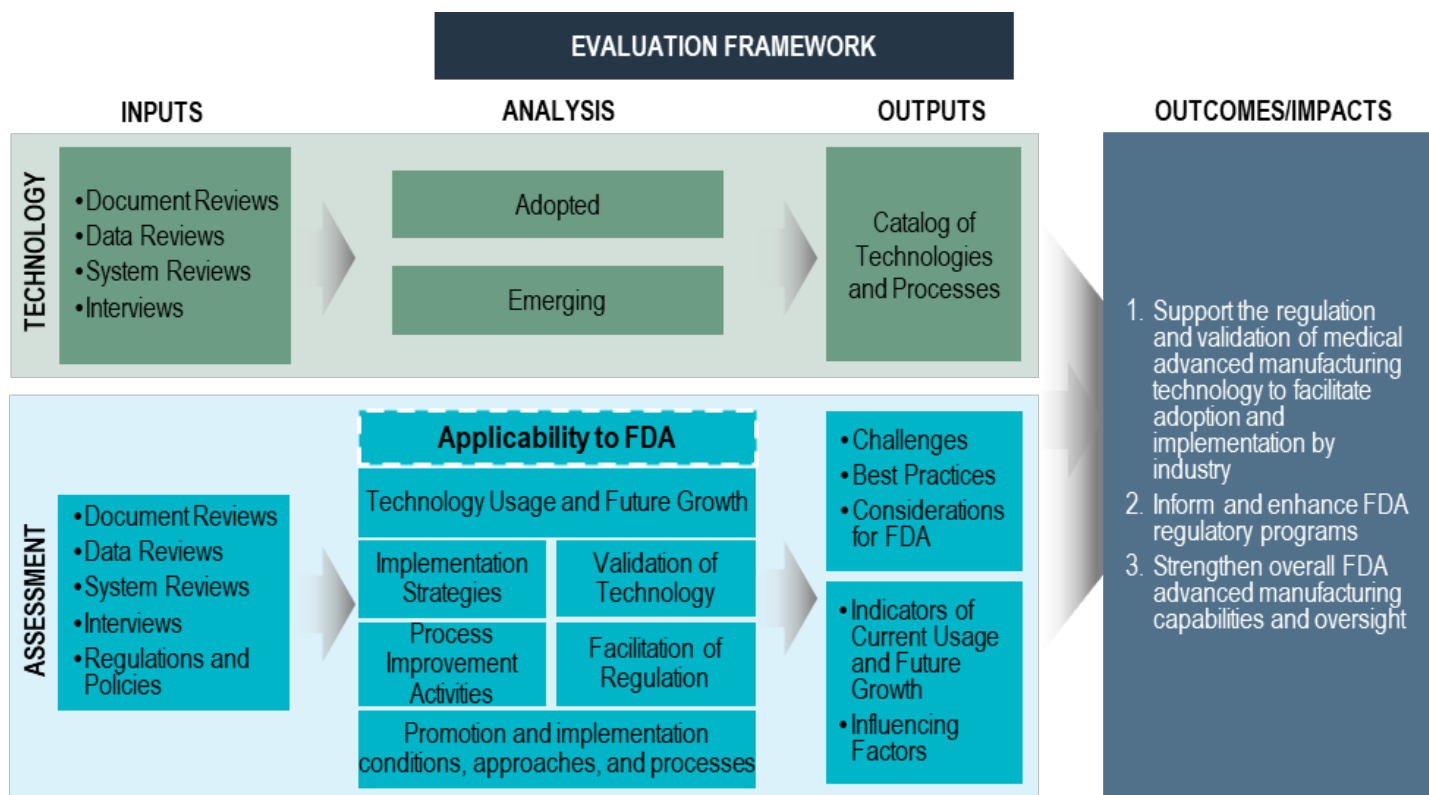 EVALUATION FRAMEWORK
INPUTS
ANALYSIS
OUTPUTS
OUTCOMES/IMPACTS
TECHNOLOGY
•Document Reviews
•Data Reviews
•System Reviews
•Interviews
Adopted
Emerging
Catalog of
Technologies
and Processes
ASSESSMENT
•Document Reviews
•Data Reviews
•System Reviews
•Interviews
•Regulations and
Policies
Applicability to FDA
Technology Usage and Future Growth
Implementation
Strategies
Validation of
Technology
Process
Improvement
Activities
Facilitation of
Regulation
Promotion and implementation
conditions, approaches, and processes
•Challenges
•Best Practices
•Considerations
for FDA
•Indicators of
Current Usage
and Future
Growth
•Influencing
Factors
1. Support the regulation
and validation of medical
advanced manufacturing
technology to facilitate
adoption and
implementation by
industry
2. Inform and enhance FDA
regulatory programs
3. Strengthen overall FDA
advanced manufacturing
capabilities and oversight